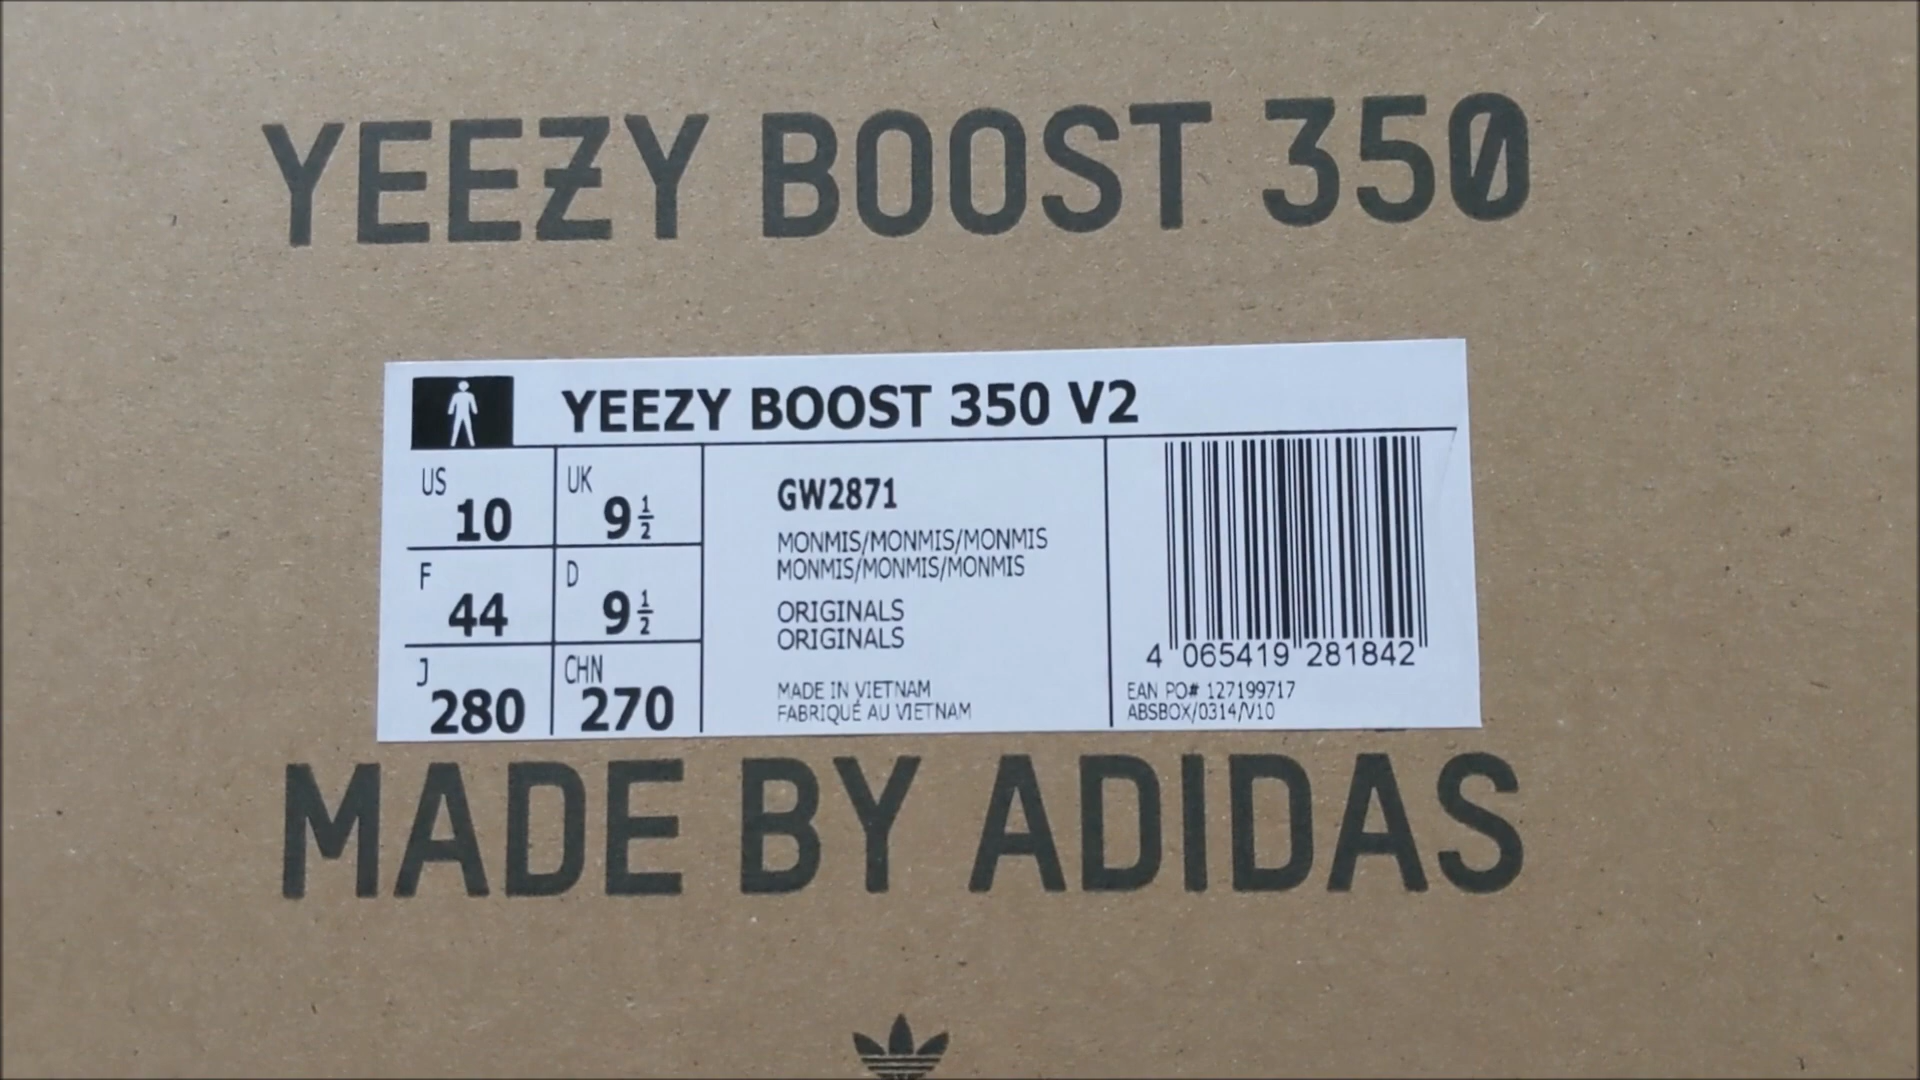 YEEZY BOOST 350
YEEZY BOOST 350 V2
US 10
UK 9 1/2
F 44
D 9 1/2
J 280
CHN 270
GW2871
MONMIS/MONMIS/MONMIS
MONMIS/MONMIS/MONMIS
ORIGINALS
ORIGINALS
MADE IN VIETNAM
FABRIQUÉ AU VIETNAM
4 065419 281842
EAN PO# 127199717
ABSBOX/0314/V10
MADE BY ADIDAS